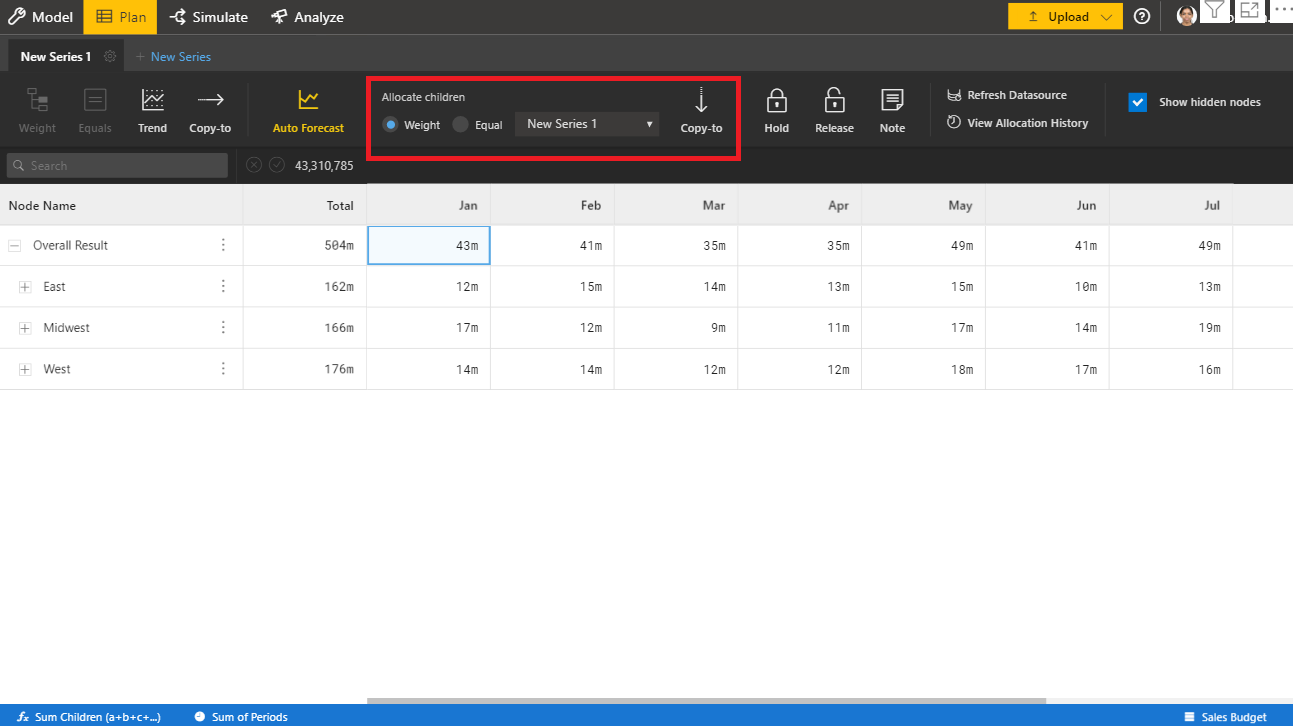 Model Plan Simulate Analyze Upload
New Series 1 + New Series
Weight Equals Trend Copy-to Auto Forecast
Allocate children
Weight Equal New Series 1 Copy-to
Hold Release Note
Refresh Datasource
View Allocation History
Show hidden nodes
Search 43,310,785
Node Name Total Jan Feb Mar Apr May Jun Jul
Overall Result 504m 43m 41m 35m 35m 49m 41m 49m
East 162m 12m 15m 14m 13m 15m 10m 13m
Midwest 166m 17m 12m 9m 11m 17m 14m 19m
West 176m 14m 14m 12m 12m 18m 17m 16m
fx Sum Children (a+b+c+...) Sum of Periods Sales Budget